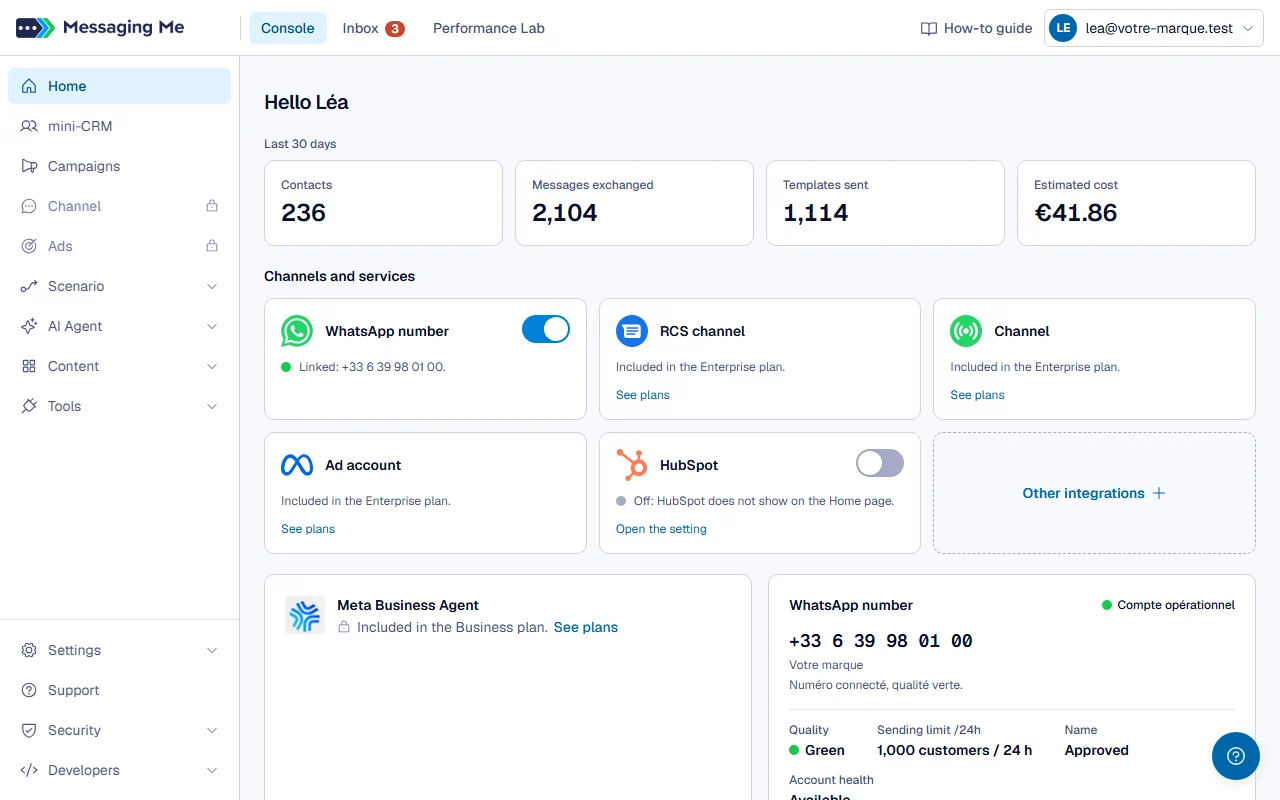 Messaging Me
Console
Inbox 3
Performance Lab
How-to guide
LE
lea@votre-marque.test
Home
mini-CRM
Campaigns
Channel
Ads
Scenario
AI Agent
Content
Tools
Settings
Support
Security
Developers
Hello Léa
Last 30 days
Contacts
236
Messages exchanged
2,104
Templates sent
1,114
Estimated cost
€41.86
Channels and services
WhatsApp number
Linked: +33 6 39 98 01 00.
RCS channel
Included in the Enterprise plan.
See plans
Channel
Included in the Enterprise plan.
See plans
Ad account
Included in the Enterprise plan.
See plans
HubSpot
Off: HubSpot does not show on the Home page.
Open the setting
Other integrations
Meta Business Agent
Included in the Business plan. See plans
WhatsApp number
Compte opérationnel
+33 6 39 98 01 00
Votre marque
Numéro connecté, qualité verte.
Quality
Green
Sending limit /24h
1,000 customers / 24 h
Name
Approved
Account health
Available